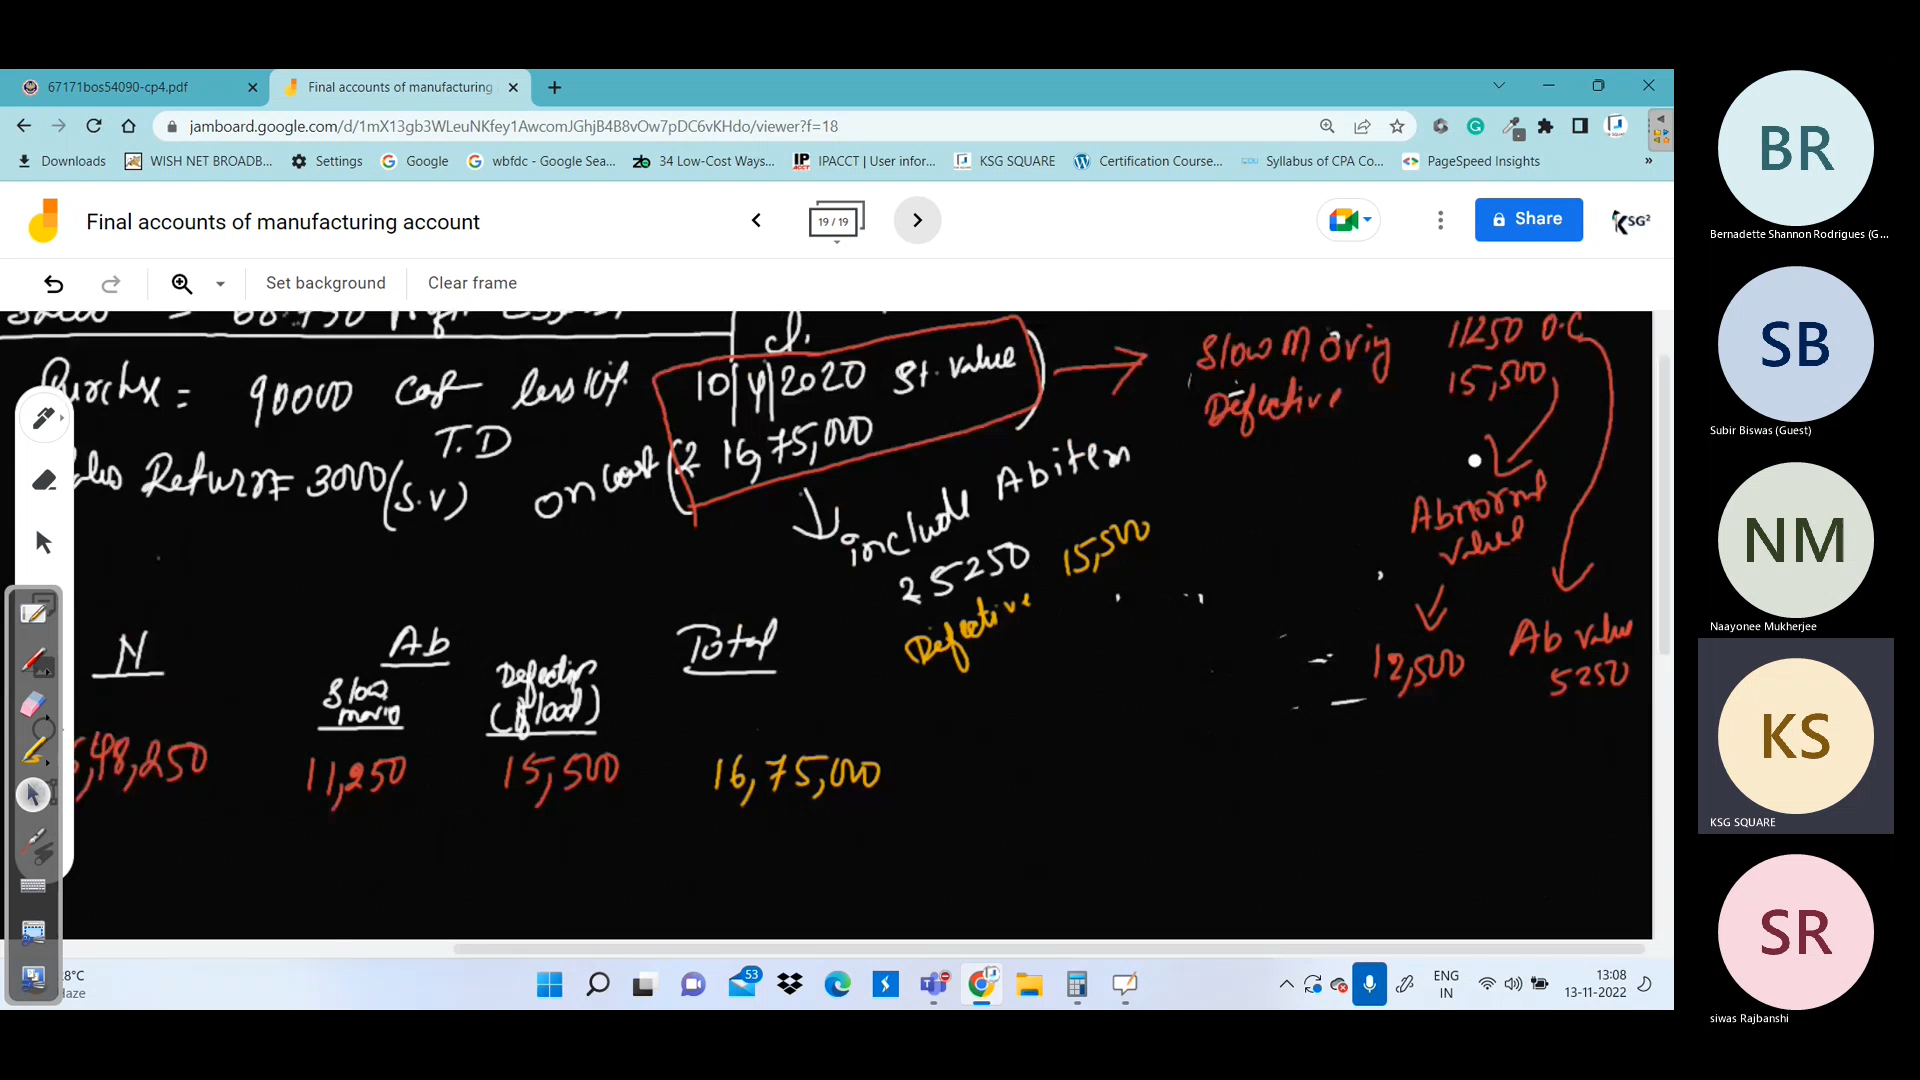 67171bos54090-cp4.pdf
Final accounts of manufacturing
jamboard.google.com/d/1mX13gb3WLeuNKfey1AwcomJGhjB4B8vOw7pDC6vKHdo/viewer?f=18
Downloads WISH NET BROADB... Settings Google wbfdc - Google Sea... 34 Low-Cost Ways... IPACCT | User infor... KSG SQUARE Certification Course... Syllabus of CPA Co... PageSpeed Insights »
Final accounts of manufacturing account
19 / 19
Share
KSG²
Set background Clear frame
cl.
= 90000 cost less 10%
T.D
10/4/2020 St. value
16,75,000
Return = 3000 (S.V) on cost
Slow Moving 11250 O.C
Defective 15,500
include Ab item
25250 15,500
Defective
Abnormal
value
12,500 Ab value
5250
N Ab Total
Slow
(flood)
,48,250 11,250 15,500 16,75,000
BR
Bernadette Shannon Rodrigues (G...
SB
Subir Biswas (Guest)
NM
Naayonee Mukherjee
KS
KSG SQUARE
SR
siwas Rajbanshi
8°C
53
ENG
IN
13:08
13-11-2022